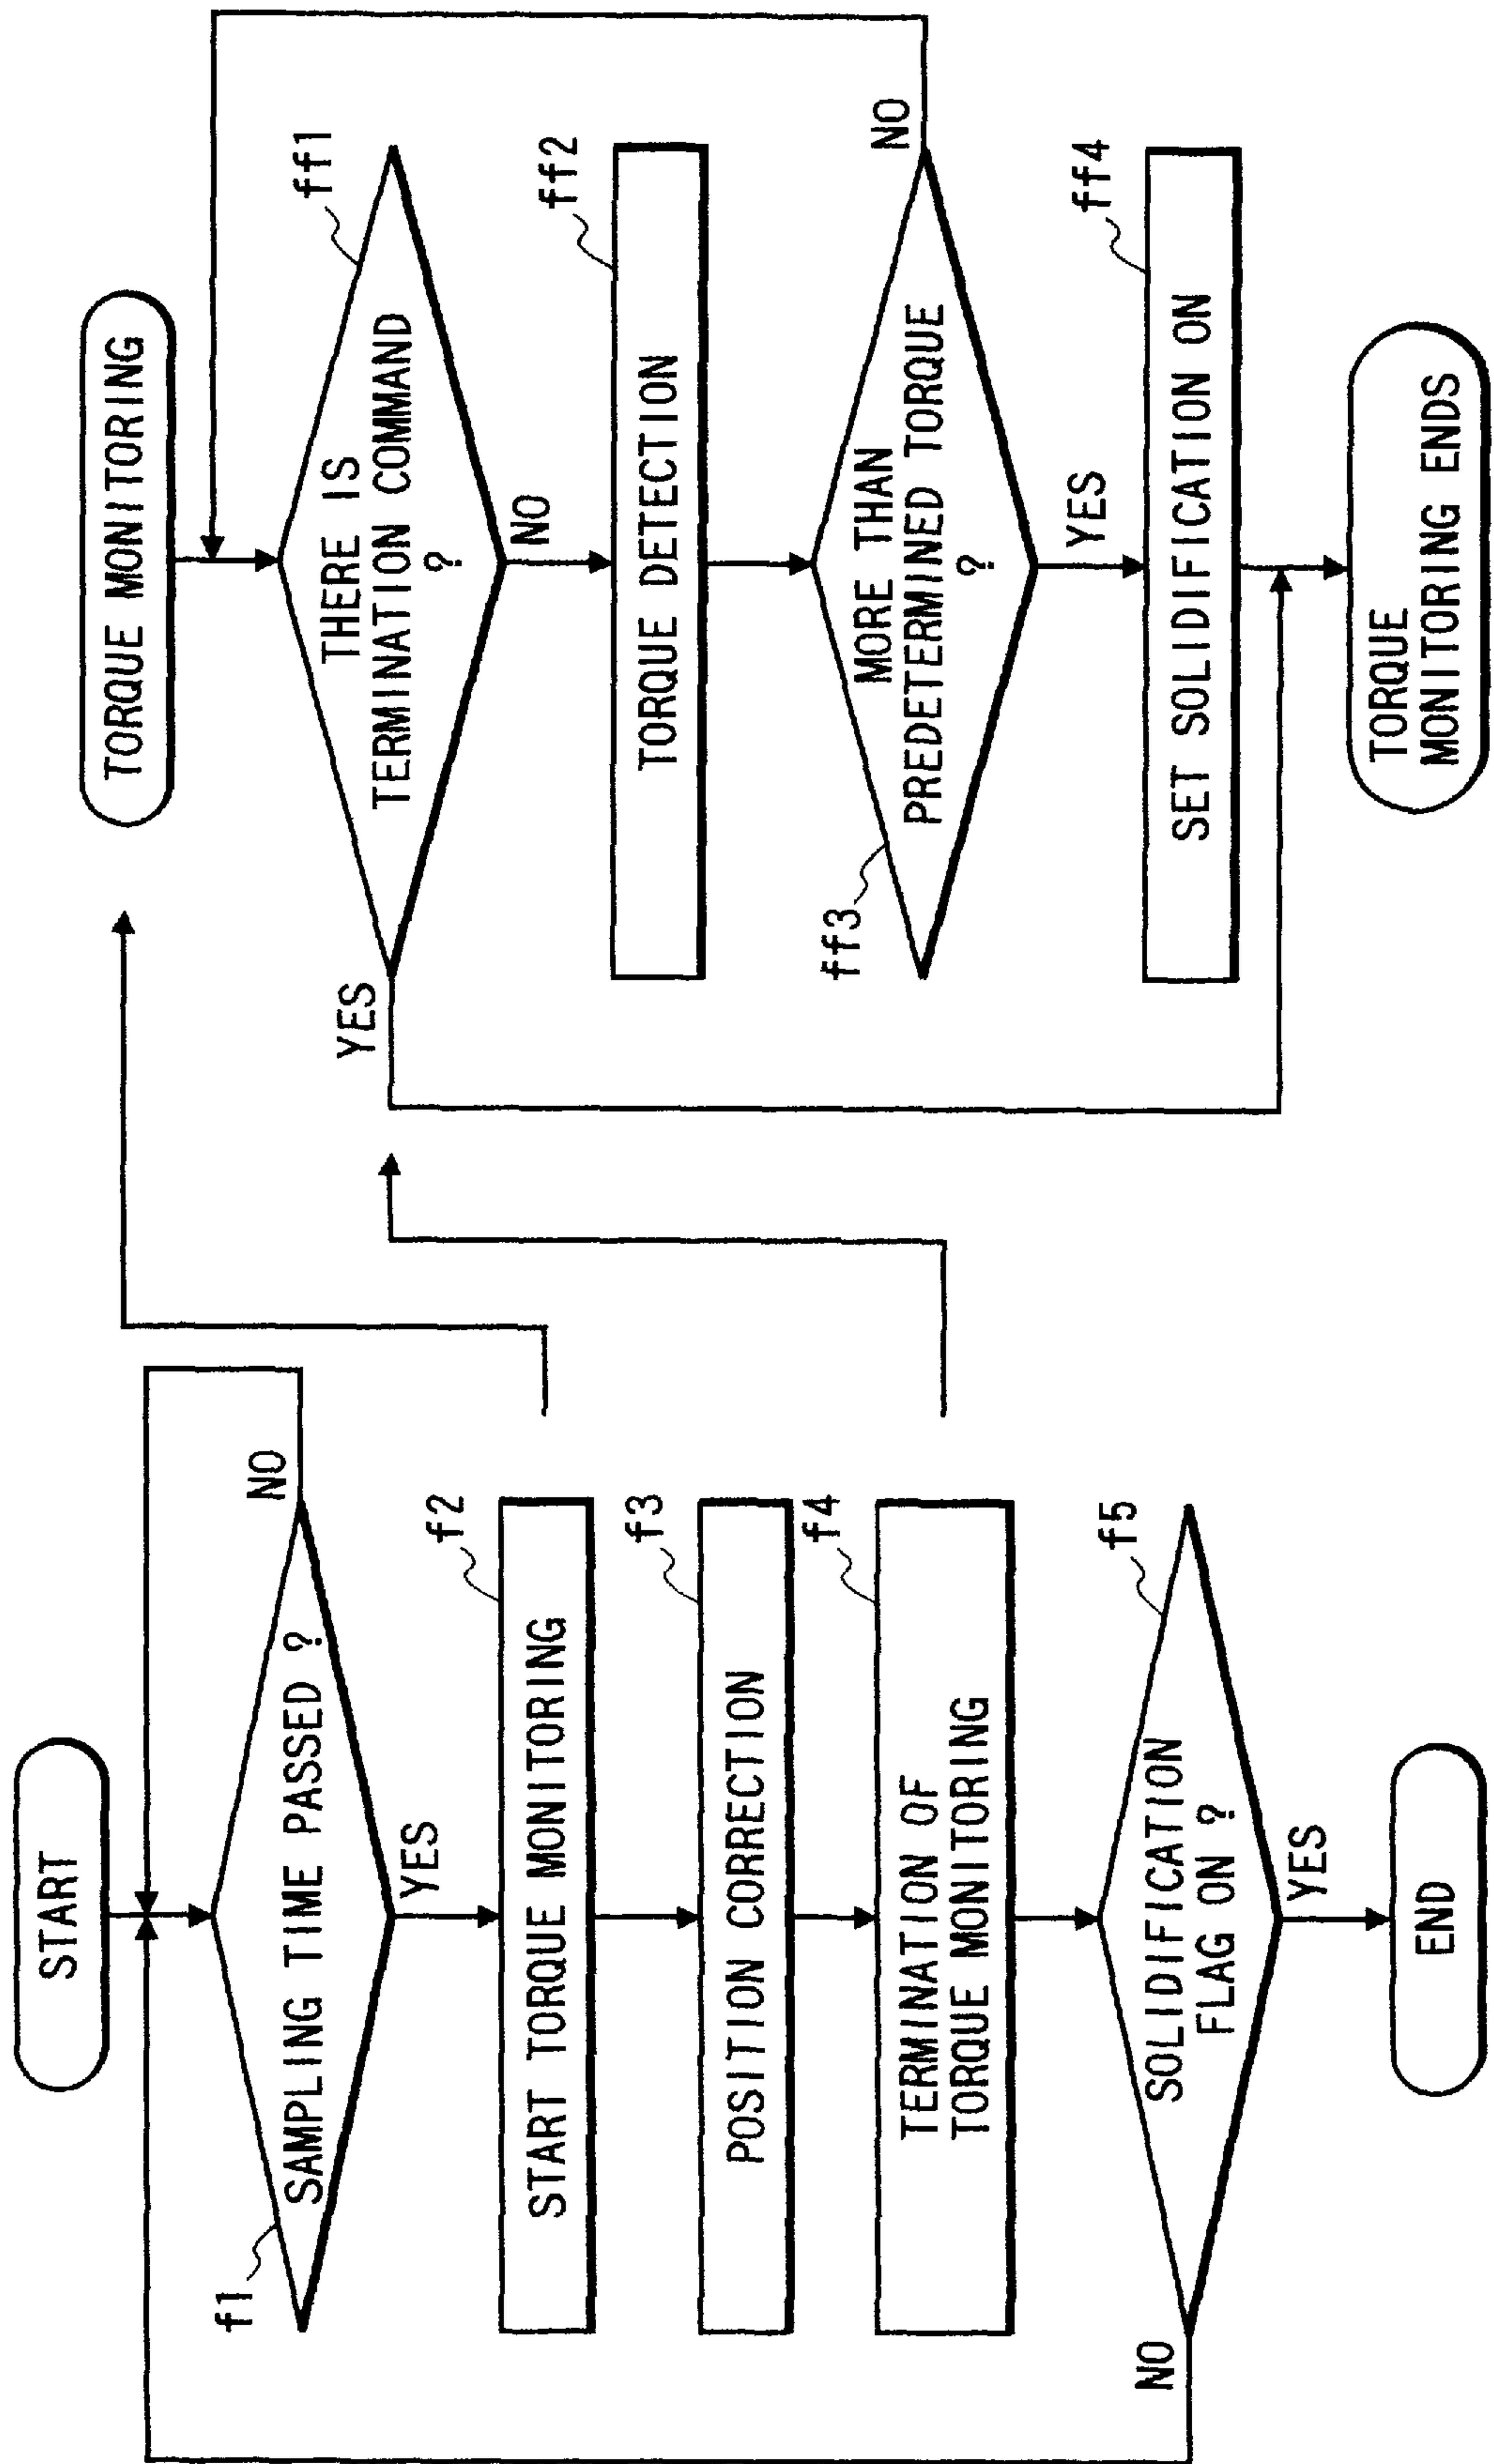 START
f1
SAMPLING TIME PASSED ?
NO
YES
f2
START TORQUE MONITORING
f3
POSITION CORRECTION
f4
TERMINATION OF
TORQUE MONITORING
f5
SOLIDIFICATION
FLAG ON ?
NO
YES
END
TORQUE MONITORING
ff1
THERE IS
TERMINATION COMMAND
?
YES
NO
ff2
TORQUE DETECTION
ff3
MORE THAN
PREDETERMINED TORQUE
?
NO
YES
ff4
SET SOLIDIFICATION ON
TORQUE
MONITORING ENDS